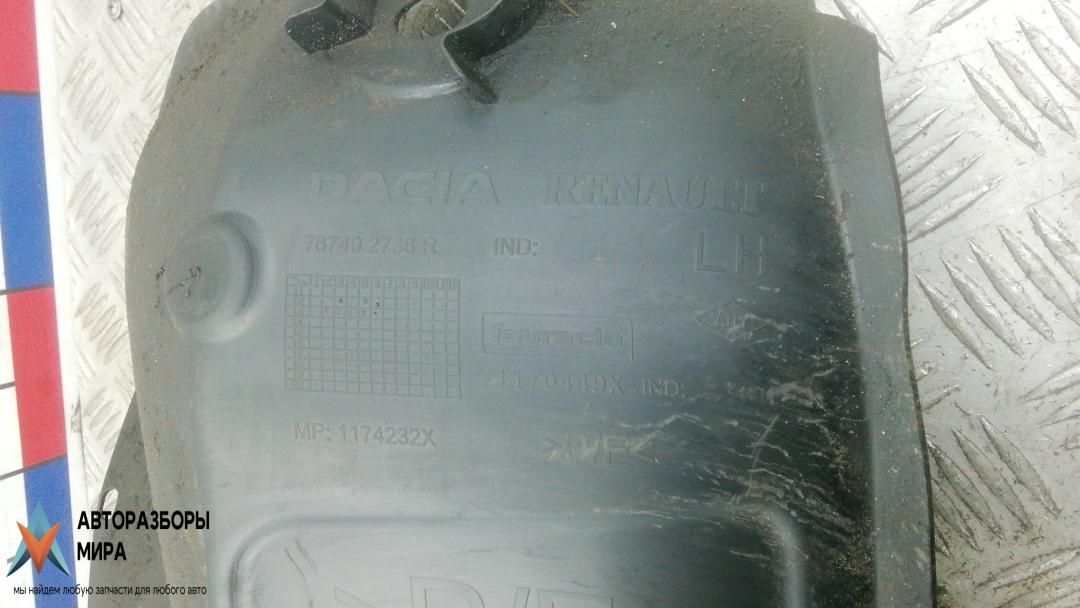 DACIA RENAULT
76749 2736 R IND: LH
faurecia
1170449X IND:
MP: 1174232X
>P/E<
P/E
АВТОРАЗБОРЫ
МИРА
мы найдем любую запчасти для любого авто